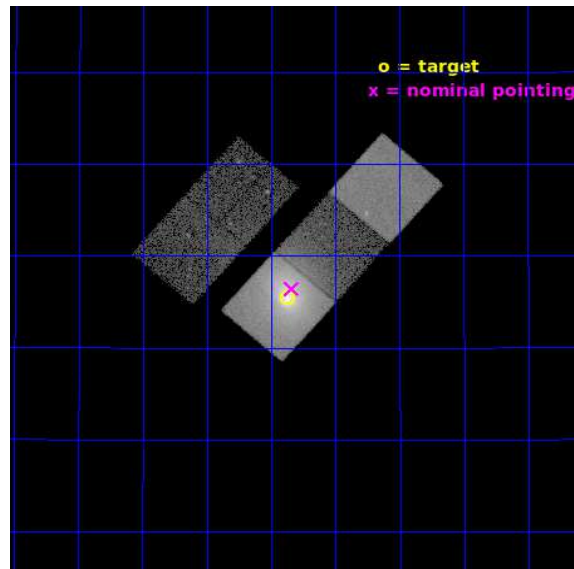 o = target
x = nominal pointing